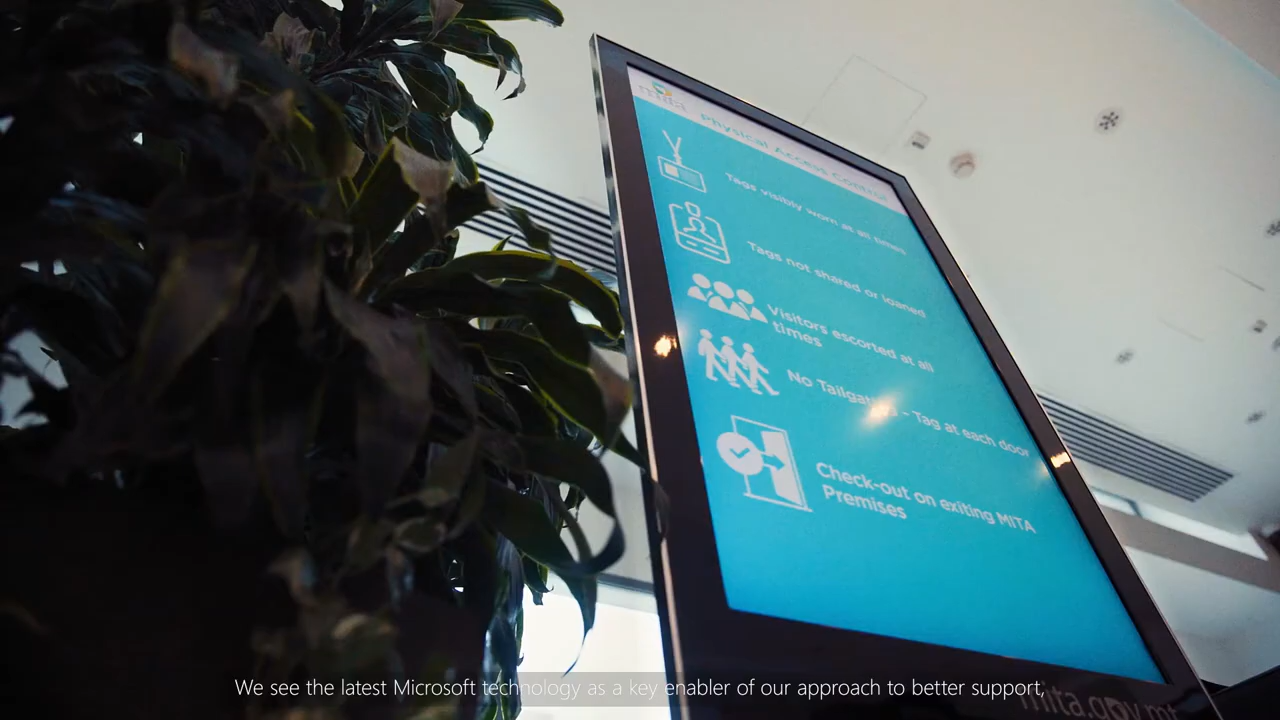 mita
Physical Access Control
Tags visibly worn at all times
Tags not shared or loaned
Visitors escorted at all
times
No - Tag at each door
Check-out on exiting MITA
Premises
mita.gov.mt
We see the latest Microsoft technology as a key enabler of our approach to better support,